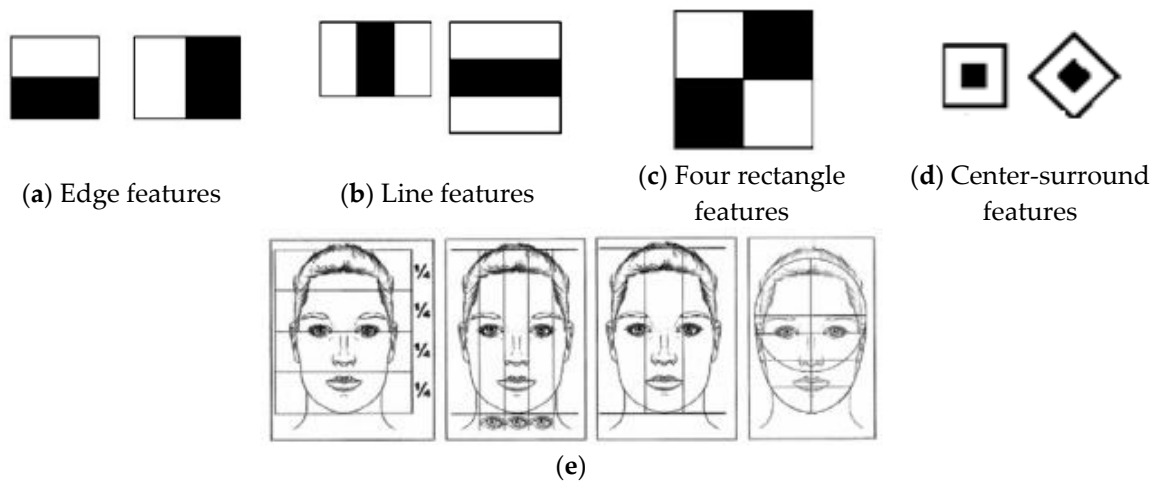 (a) Edge features
(b) Line features
(c) Four rectangle
features
(d) Center-surround
features
¼
¼
¼
¼
(e)